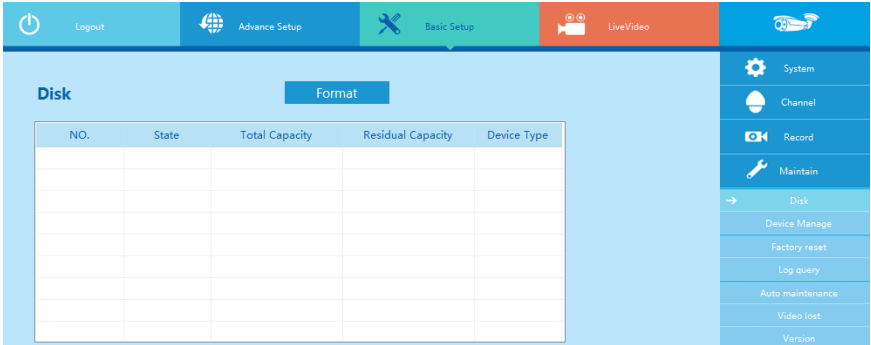 Logout
Advance Setup
Basic Setup
LiveVideo
Disk
Format
NO. State Total Capacity Residual Capacity Device Type
System
Channel
Record
Maintain
Disk
Device Manage
Factory reset
Log query
Auto maintenance
Video lost
Version